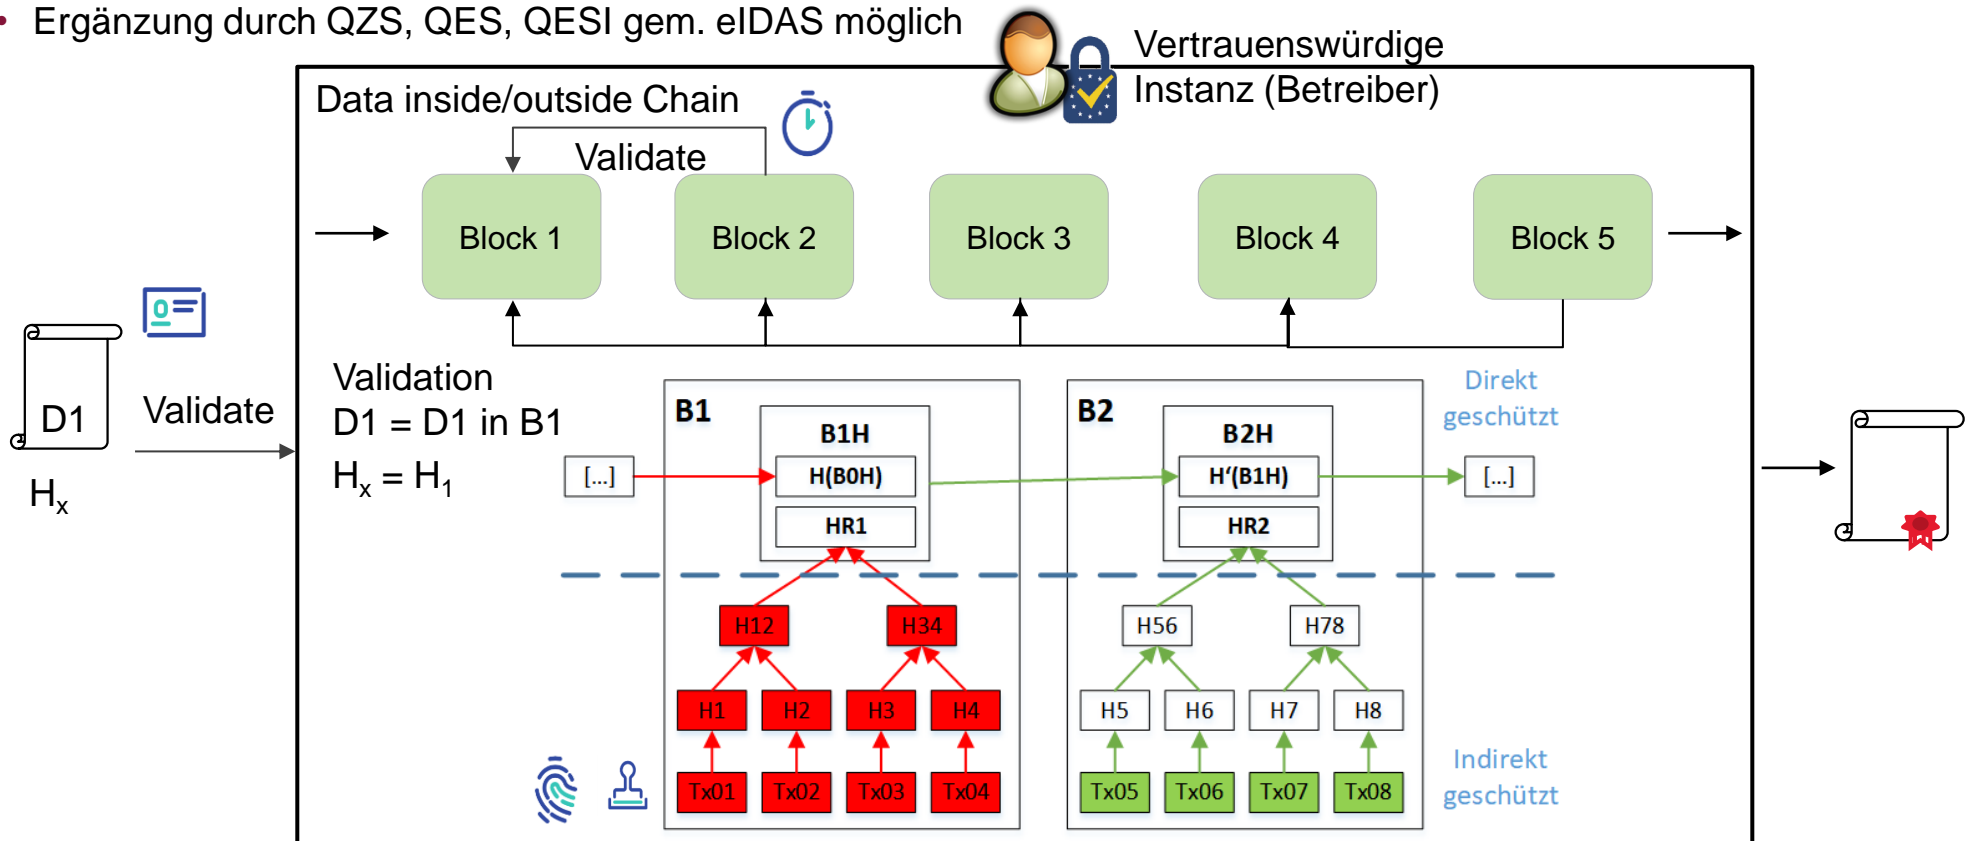 • Ergänzung durch QZS, QES, QESI gem. eIDAS möglich
Vertrauenswürdige
Instanz (Betreiber)
Data inside/outside Chain
Validate
Block 1
Block 2
Block 3
Block 4
Block 5
D1
Hx
Validate
Validation
D1 = D1 in B1
Hx = H1
B1
B1H
H(B0H)
HR1
[...]
B2
B2H
H‘(B1H)
HR2
[...]
Direkt
geschützt
H12
H34
H56
H78
H1
H2
H3
H4
H5
H6
H7
H8
Tx01
Tx02
Tx03
Tx04
Tx05
Tx06
Tx07
Tx08
Indirekt
geschützt